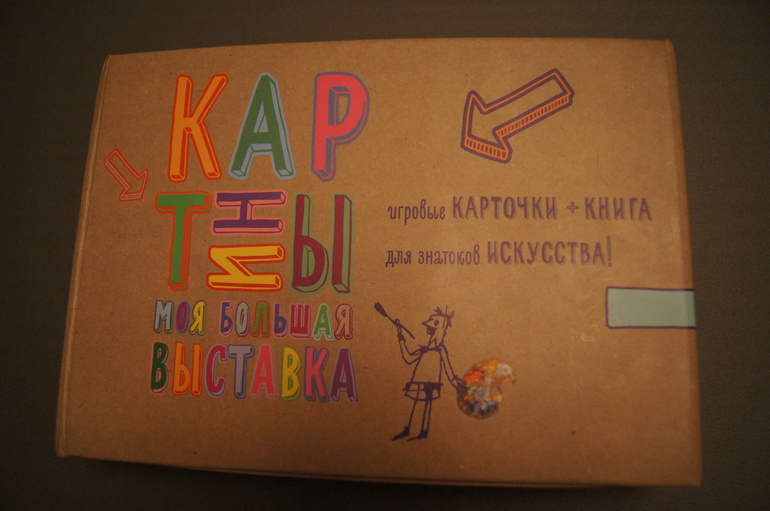 КАР
ТИНЫ
МОЯ БОЛЬШАЯ
ВЫСТАВКА
игровые КАРТОЧКИ + КНИГА
для знатоков ИСКУССТВА!